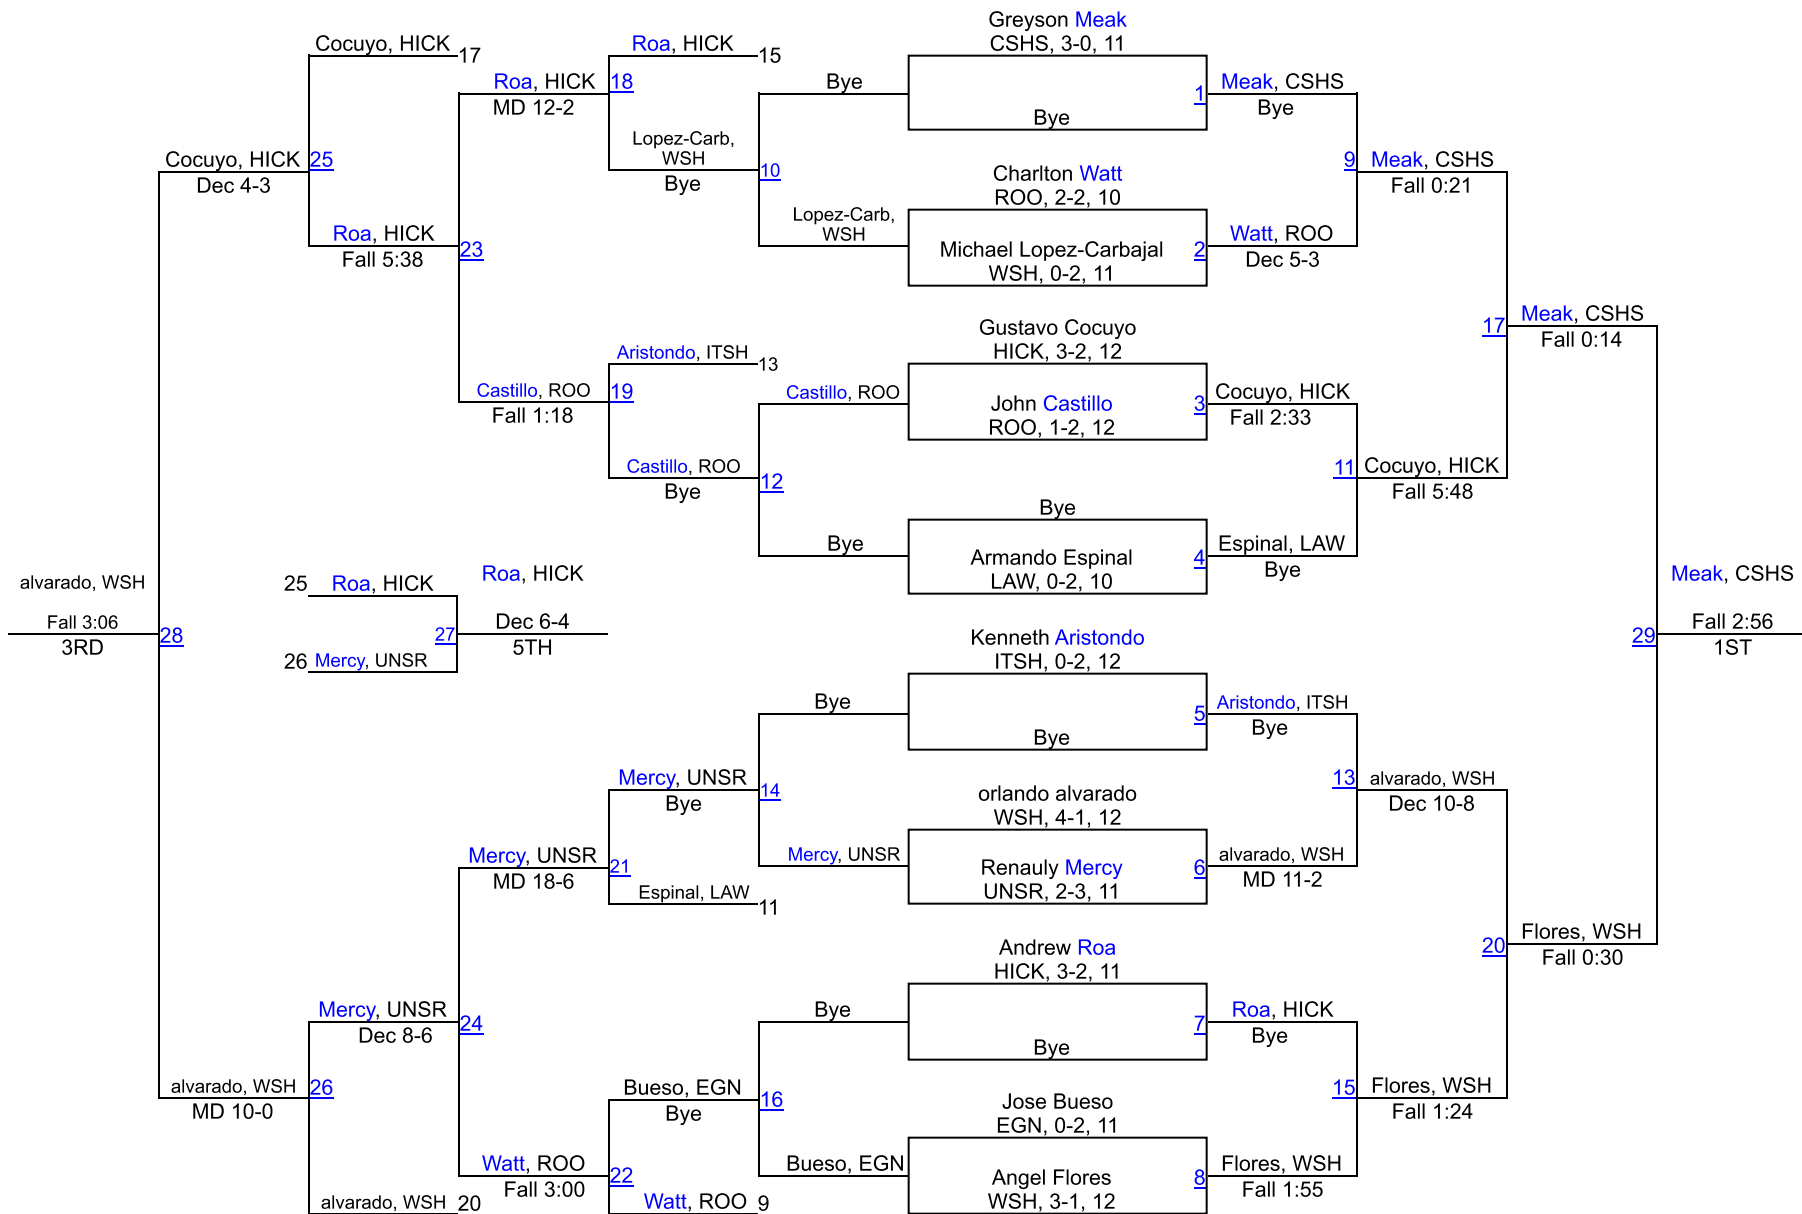 Greyson Meak
CSHS, 3-0, 11
Bye
1
Charlton Watt
ROO, 2-2, 10
Michael Lopez-Carbajal
WSH, 0-2, 11
2
Gustavo Cocuyo
HICK, 3-2, 12
John Castillo
ROO, 1-2, 12
3
Bye
Armando Espinal
LAW, 0-2, 10
4
Kenneth Aristondo
ITSH, 0-2, 12
Bye
5
orlando alvarado
WSH, 4-1, 12
Renauly Mercy
UNSR, 2-3, 11
6
Andrew Roa
HICK, 3-2, 11
Bye
7
Jose Bueso
EGN, 0-2, 11
Angel Flores
WSH, 3-1, 12
8
Meak, CSHS
Bye
9
Watt, ROO
Dec 5-3
Cocuyo, HICK
Fall 2:33
11
Espinal, LAW
Bye
Aristondo, ITSH
Bye
13
alvarado, WSH
MD 11-2
Roa, HICK
Bye
15
Flores, WSH
Fall 1:55
Meak, CSHS
Fall 0:21
17
Cocuyo, HICK
Fall 5:48
alvarado, WSH
Dec 10-8
20
Flores, WSH
Fall 1:24
Meak, CSHS
Fall 0:14
29
Flores, WSH
Fall 0:30
Meak, CSHS
Fall 2:56
1ST
Bye
10
Lopez-Carb,
WSH
Castillo, ROO
12
Bye
Bye
14
Mercy, UNSR
Bye
16
Bueso, EGN
Roa, HICK
15
18
Lopez-Carb,
WSH
Bye
Aristondo, ITSH
13
19
Castillo, ROO
Bye
Mercy, UNSR
Bye
21
Espinal, LAW
11
Bueso, EGN
Bye
22
Watt, ROO
9
Roa, HICK
MD 12-2
23
Castillo, ROO
Fall 1:18
Mercy, UNSR
MD 18-6
24
Watt, ROO
Fall 3:00
Cocuyo, HICK
17
25
Roa, HICK
Fall 5:38
Mercy, UNSR
Dec 8-6
26
alvarado, WSH
20
Cocuyo, HICK
Dec 4-3
28
alvarado, WSH
MD 10-0
alvarado, WSH
Fall 3:06
3RD
25
Roa, HICK
27
26
Mercy, UNSR
Roa, HICK
Dec 6-4
5TH